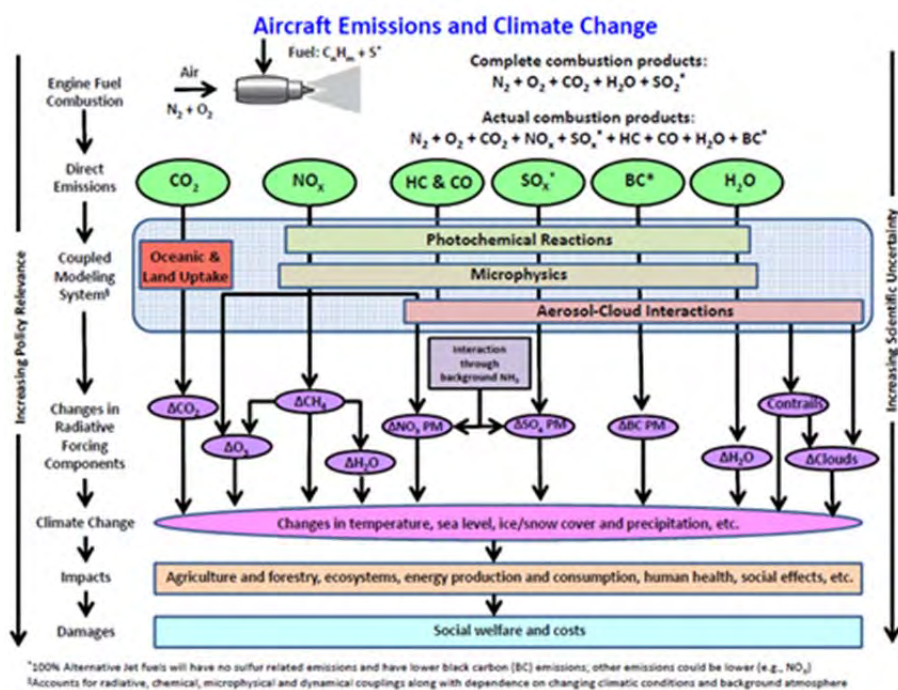 Aircraft Emissions and Climate Change
Fuel: CₙHₘ + S*
Air
N₂ + O₂
Engine Fuel
Combustion
Complete combustion products:
N₂ + O₂ + CO₂ + H₂O + SO₂*
Actual combustion products:
N₂ + O₂ + CO₂ + NOₓ + SOₓ* + HC + CO + H₂O + BC*
Direct
Emissions
CO₂
NOₓ
HC & CO
SOₓ*
BC*
H₂O
Coupled
Modeling
System§
Oceanic &
Land Uptake
Photochemical Reactions
Microphysics
Aerosol-Cloud Interactions
Interaction
through
background NH₃
Changes in
Radiative
Forcing
Components
ΔCO₂
ΔCH₄
ΔO₃
ΔH₂O
ΔNO₃ PM
ΔSO₄ PM
ΔBC PM
ΔH₂O
Contrails
ΔClouds
Climate Change
Changes in temperature, sea level, ice/snow cover and precipitation, etc.
Impacts
Agriculture and forestry, ecosystems, energy production and consumption, human health, social effects, etc.
Damages
Social welfare and costs
Increasing Policy Relevance
Increasing Scientific Uncertainty
*100% Alternative Jet fuels will have no sulfur related emissions and have lower black carbon (BC) emissions; other emissions could be lower (e.g., NOₓ)
§Accounts for radiative, chemical, microphysical and dynamical couplings along with dependence on changing climatic conditions and background atmosphere